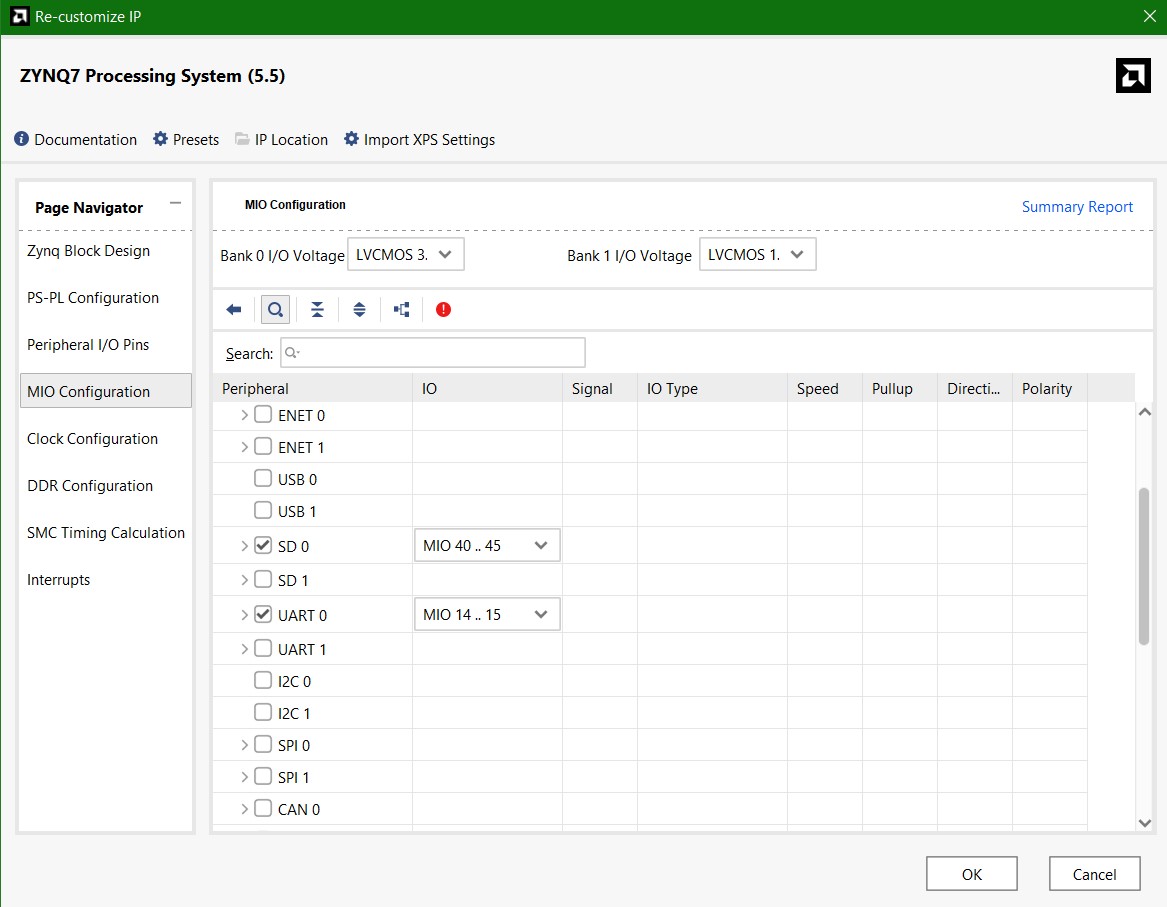 Re-customize IP
ZYNQ7 Processing System (5.5)
Documentation Presets IP Location Import XPS Settings
Page Navigator
Zynq Block Design
PS-PL Configuration
Peripheral I/O Pins
MIO Configuration
Clock Configuration
DDR Configuration
SMC Timing Calculation
Interrupts
MIO Configuration Summary Report
Bank 0 I/O Voltage LVCMOS 3. Bank 1 I/O Voltage LVCMOS 1.
Search:
Peripheral IO Signal IO Type Speed Pullup Directi... Polarity
ENET 0
ENET 1
USB 0
USB 1
SD 0 MIO 40 .. 45
SD 1
UART 0 MIO 14 .. 15
UART 1
I2C 0
I2C 1
SPI 0
SPI 1
CAN 0
OK Cancel